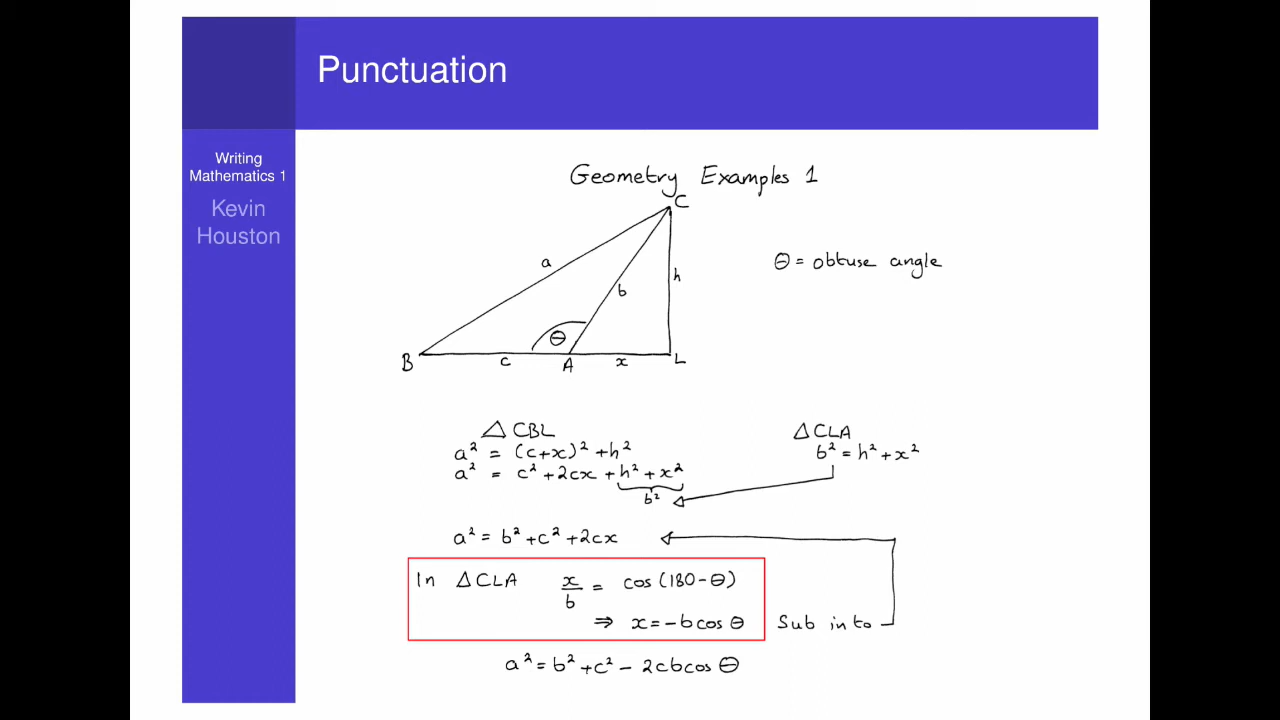 Punctuation
Writing
Mathematics 1
Kevin
Houston
Geometry Examples 1
C
a
h
b
θ = obtuse angle
θ
B
c
A
x
L
△ CBL
a² = (c+x)² + h²
a² = c² + 2cx + h² + x²
b²
△ CLA
b² = h² + x²
a² = b² + c² + 2cx
In △ CLA x/b = cos (180 - θ)
⇒ x = - b cos θ Sub into
a² = b² + c² - 2cb cos θ